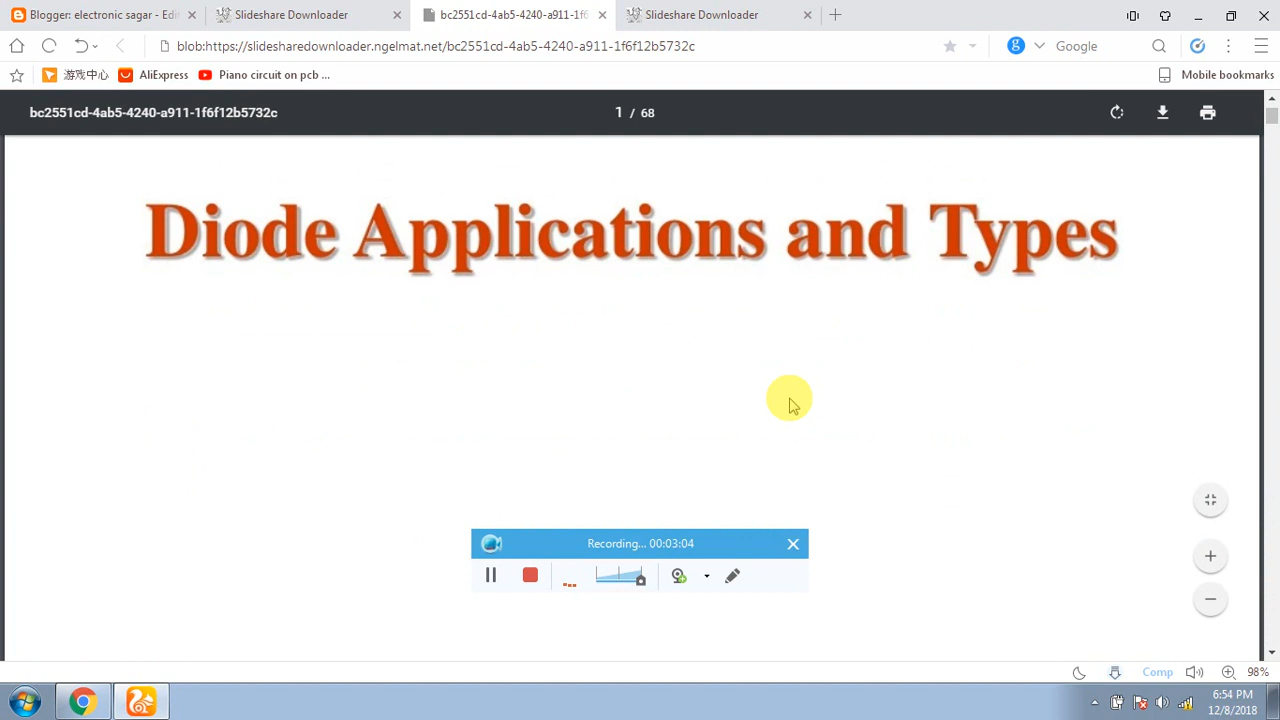 Blogger: electronic sagar - Edi
Slideshare Downloader
bc2551cd-4ab5-4240-a911-1f6
Slideshare Downloader
blob:https://slidesharedownloader.ngelmat.net/bc2551cd-4ab5-4240-a911-1f6f12b5732c
Google
游戏中心
AliExpress
Piano circuit on pcb ...
Mobile bookmarks
bc2551cd-4ab5-4240-a911-1f6f12b5732c
1 / 68
Diode Applications and Types
Recording... 00:03:04
Comp
98%
6:54 PM
12/8/2018